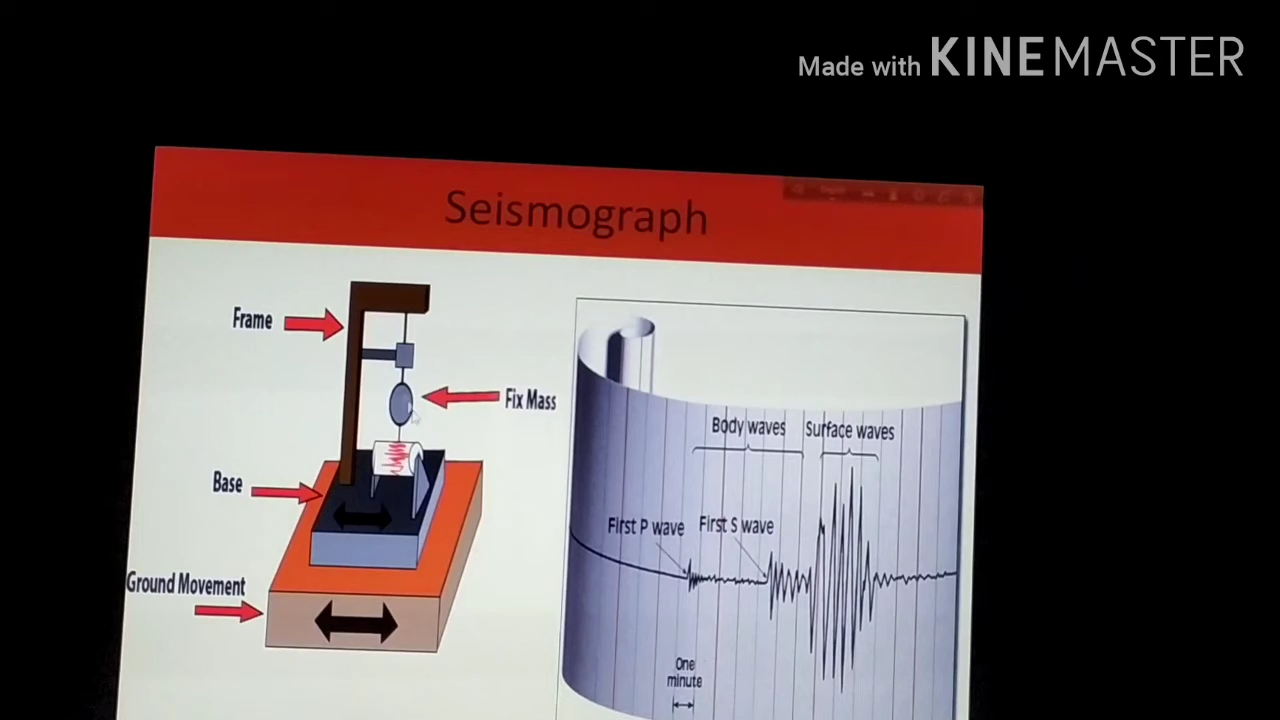 Made with KINEMASTER
Seismograph
Frame
Fix Mass
Base
Ground Movement
Body waves
Surface waves
First P wave
First S wave
One
minute